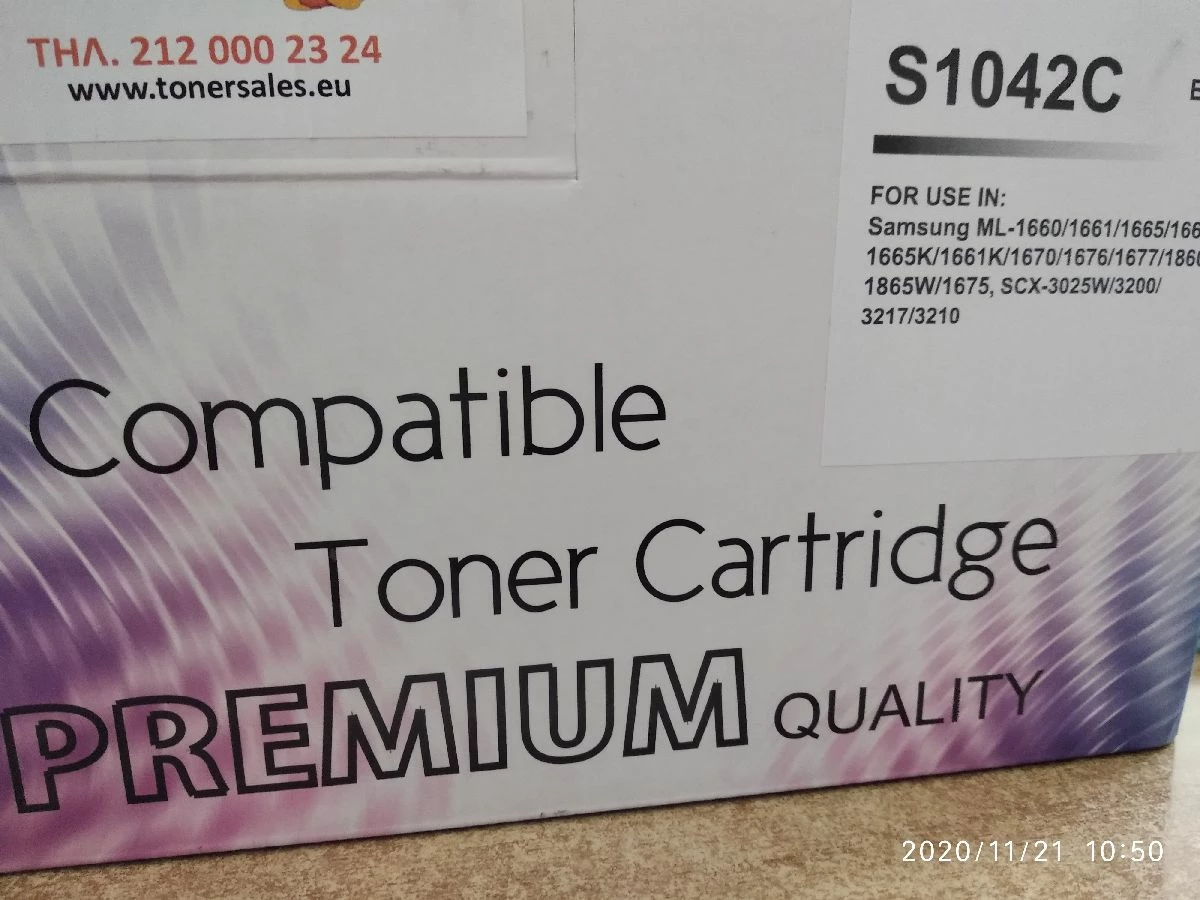 ΤΗΛ. 212 000 23 24
www.tonersales.eu
S1042C
FOR USE IN:
Samsung ML-1660/1661/1665/166
1665K/1661K/1670/1676/1677/1860
1865W/1675, SCX-3025W/3200/
3217/3210
Compatible
Toner Cartridge
PREMIUM QUALITY
2020/11/21 10:50